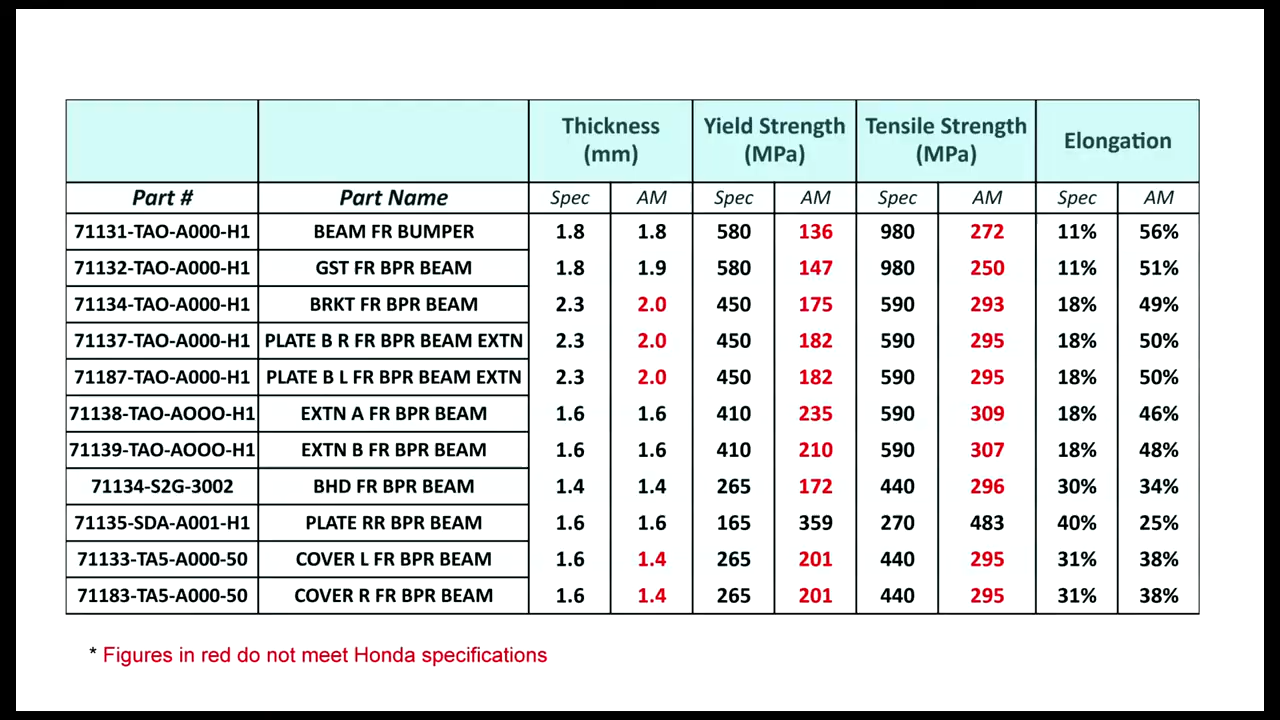 Thickness (mm) Yield Strength (MPa) Tensile Strength (MPa) Elongation
Part # Part Name Spec AM Spec AM Spec AM Spec AM
71131-TAO-A000-H1 BEAM FR BUMPER 1.8 1.8 580 136 980 272 11% 56%
71132-TAO-A000-H1 GST FR BPR BEAM 1.8 1.9 580 147 980 250 11% 51%
71134-TAO-A000-H1 BRKT FR BPR BEAM 2.3 2.0 450 175 590 293 18% 49%
71137-TAO-A000-H1 PLATE B R FR BPR BEAM EXTN 2.3 2.0 450 182 590 295 18% 50%
71187-TAO-A000-H1 PLATE B L FR BPR BEAM EXTN 2.3 2.0 450 182 590 295 18% 50%
71138-TAO-AOOO-H1 EXTN A FR BPR BEAM 1.6 1.6 410 235 590 309 18% 46%
71139-TAO-AOOO-H1 EXTN B FR BPR BEAM 1.6 1.6 410 210 590 307 18% 48%
71134-S2G-3002 BHD FR BPR BEAM 1.4 1.4 265 172 440 296 30% 34%
71135-SDA-A001-H1 PLATE RR BPR BEAM 1.6 1.6 165 359 270 483 40% 25%
71133-TA5-A000-50 COVER L FR BPR BEAM 1.6 1.4 265 201 440 295 31% 38%
71183-TA5-A000-50 COVER R FR BPR BEAM 1.6 1.4 265 201 440 295 31% 38%
* Figures in red do not meet Honda specifications